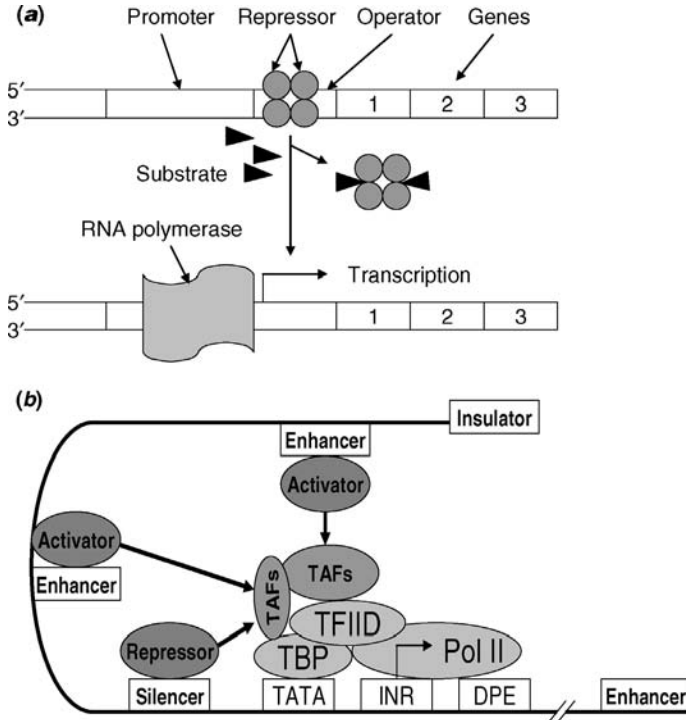 (a)
Promoter Repressor Operator Genes
5′
3′
1 2 3
Substrate
RNA polymerase
Transcription
5′
3′
1 2 3
(b)
Insulator
Enhancer
Activator
Activator
Enhancer
TAFs
TAFs
TFIID
Repressor
TBP
Pol II
Silencer TATA INR DPE Enhancer